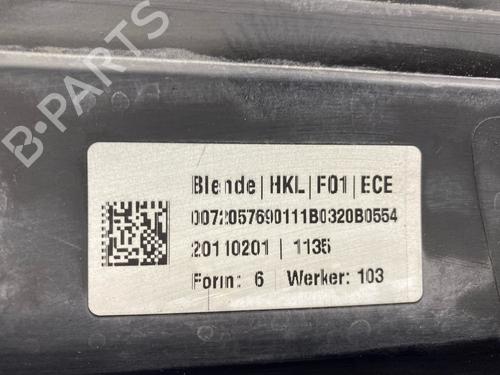 B-PARTS
Blende | HKL | F01 | ECE
0072057690111B0320B0554
20110201 | 1135
Form: 6 Werker: 103